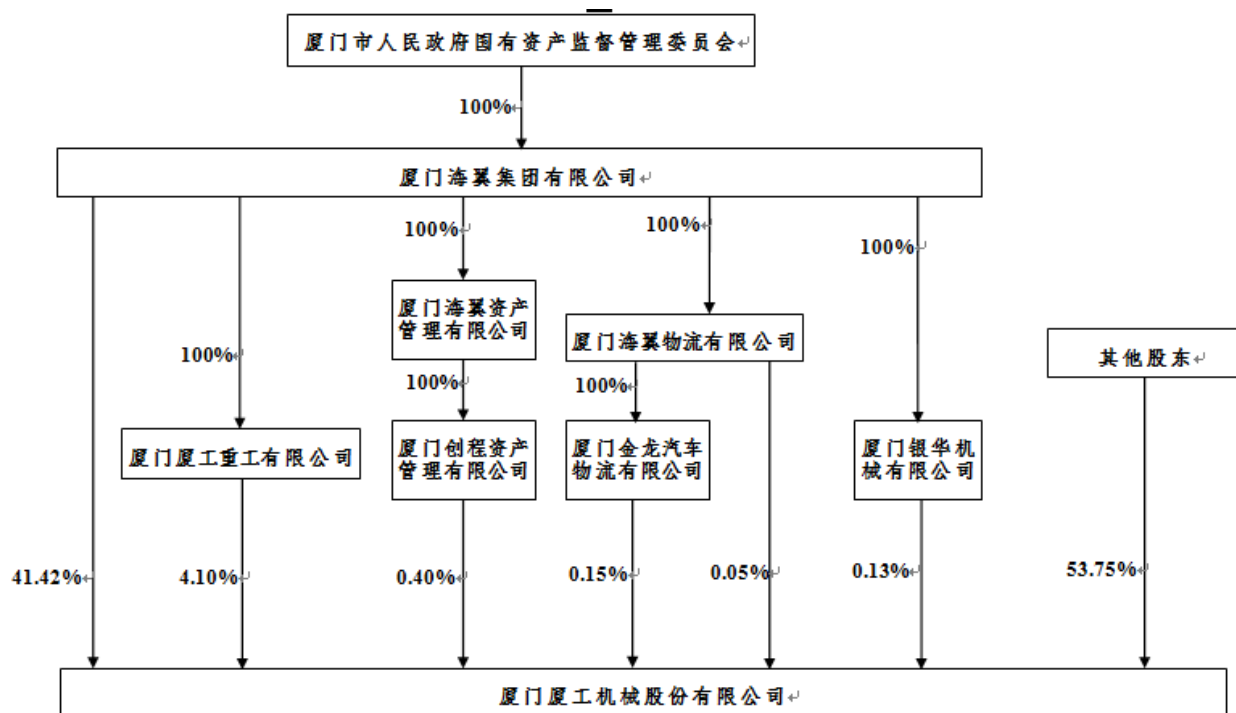 厦门市人民政府国有资产监督管理委员会
100%
厦门海翼集团有限公司
100%
100%
100%
厦门海翼资产
管理有限公司
厦门海翼物流有限公司
其他股东
100%
100%
100%
厦门厦工重工有限公司
厦门创程资产
管理有限公司
厦门金龙汽车
物流有限公司
厦门银华机
械有限公司
41.42%
4.10%
0.40%
0.15%
0.05%
0.13%
53.75%
厦门厦工机械股份有限公司